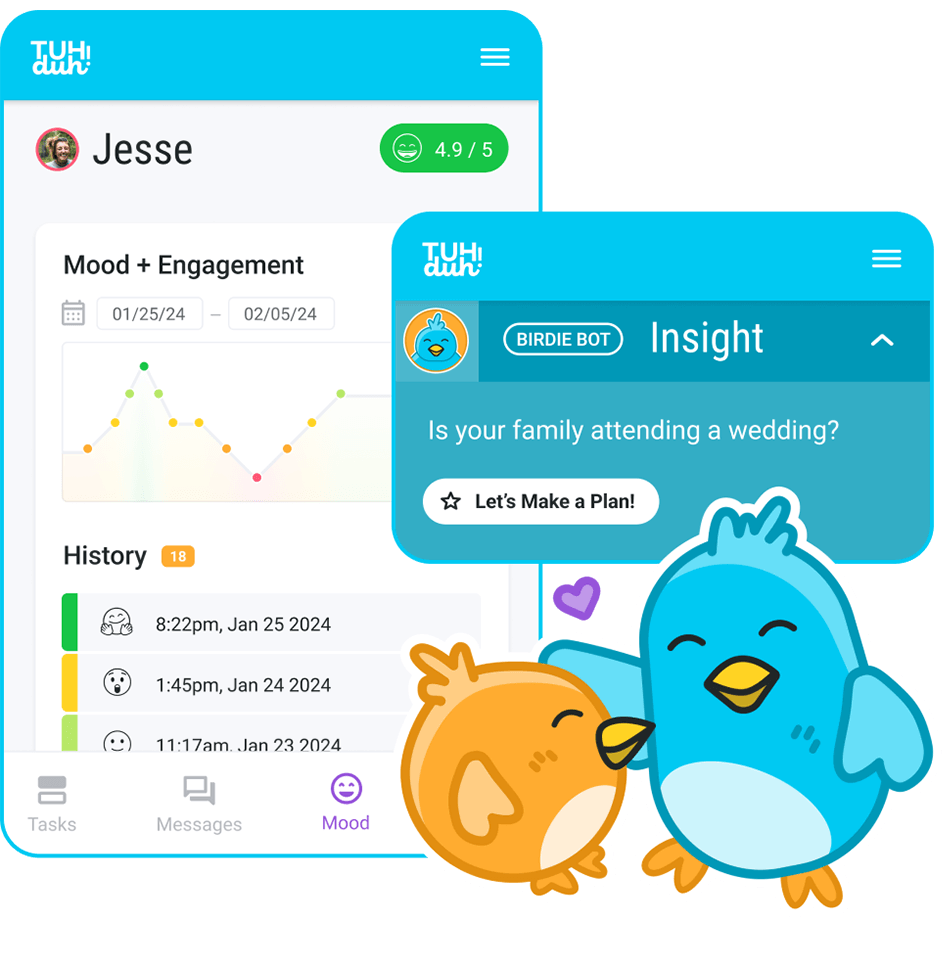 TUH!
duh!
Jesse
4.9 / 5
Mood + Engagement
01/25/24 – 02/05/24
History 18
8:22pm, Jan 25 2024
1:45pm, Jan 24 2024
11:17am, Jan 23 2024
Tasks Messages Mood
TUH!
duh!
BIRDIE BOT Insight
Is your family attending a wedding?
Let's Make a Plan!